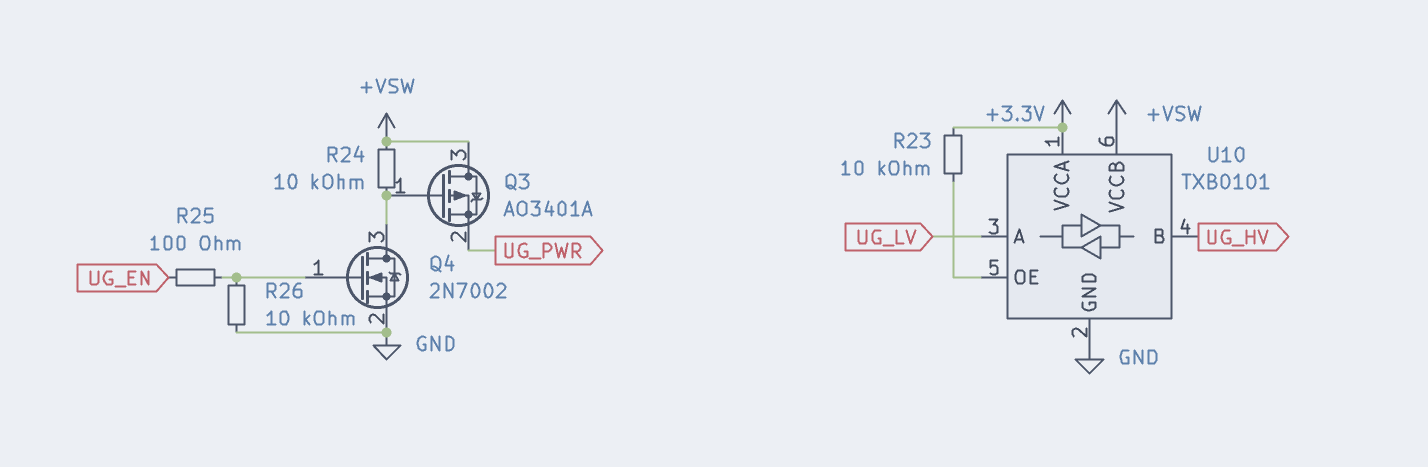 +VSW
R24
10 kOhm
3
1
Q3
AO3401A
2
UG_PWR
R25
100 Ohm
UG_EN
1
3
Q4
2N7002
R26
10 kOhm
2
GND
+3.3V
+VSW
R23
10 kOhm
1
6
U10
TXB0101
VCCA
VCCB
UG_LV
3
A
B
4
UG_HV
5
OE
GND
2
GND